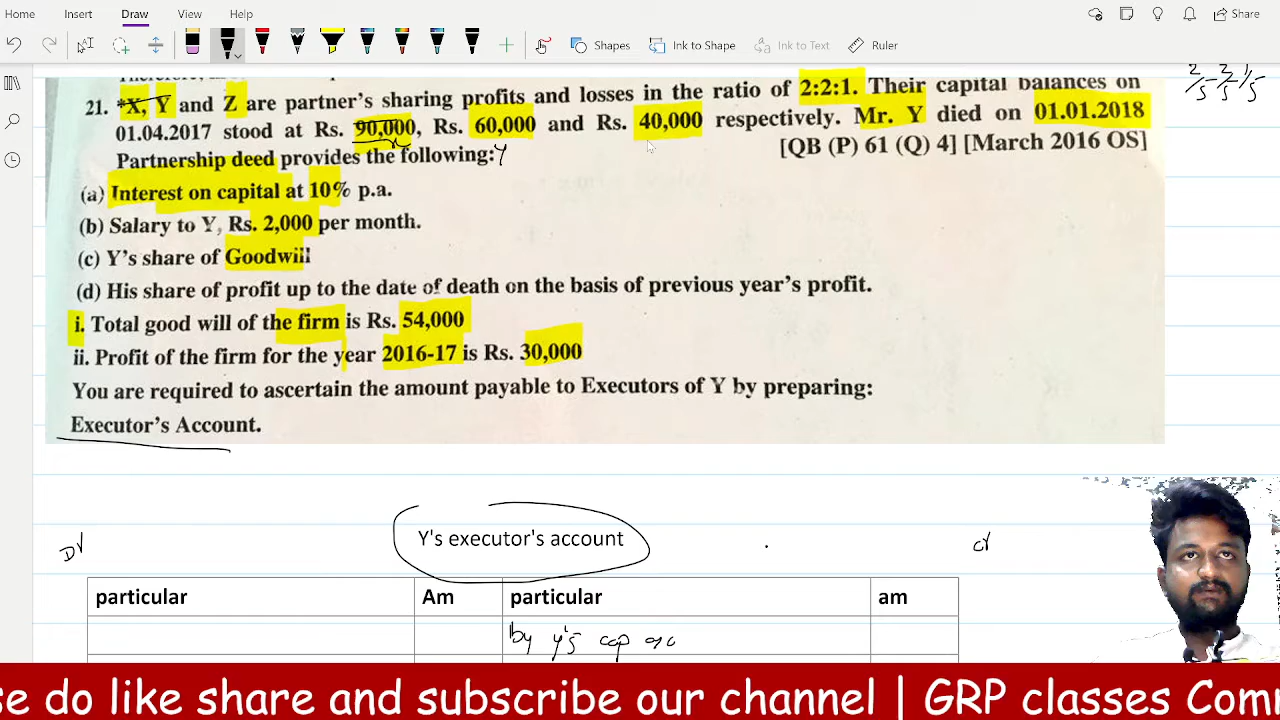 Home Insert Draw View Help Share
Shapes Ink to Shape Ink to Text Ruler
2/5 - 2/5 - 1/5
21. *X, Y and Z are partner's sharing profits and losses in the ratio of 2:2:1. Their capital balances on
01.04.2017 stood at Rs. 90,000, Rs. 60,000 and Rs. 40,000 respectively. Mr. Y died on 01.01.2018
Partnership deed provides the following: Y [QB (P) 61 (Q) 4] [March 2016 OS]
(a) Interest on capital at 10% p.a.
(b) Salary to Y, Rs. 2,000 per month.
(c) Y's share of Goodwill
(d) His share of profit up to the date of death on the basis of previous year's profit.
i. Total good will of the firm is Rs. 54,000
ii. Profit of the firm for the year 2016-17 is Rs. 30,000
You are required to ascertain the amount payable to Executors of Y by preparing:
Executor's Account.
Dr Y's executor's account cr
particular Am particular am
by Y's cap
se do like share and subscribe our channel | GRP classes Com